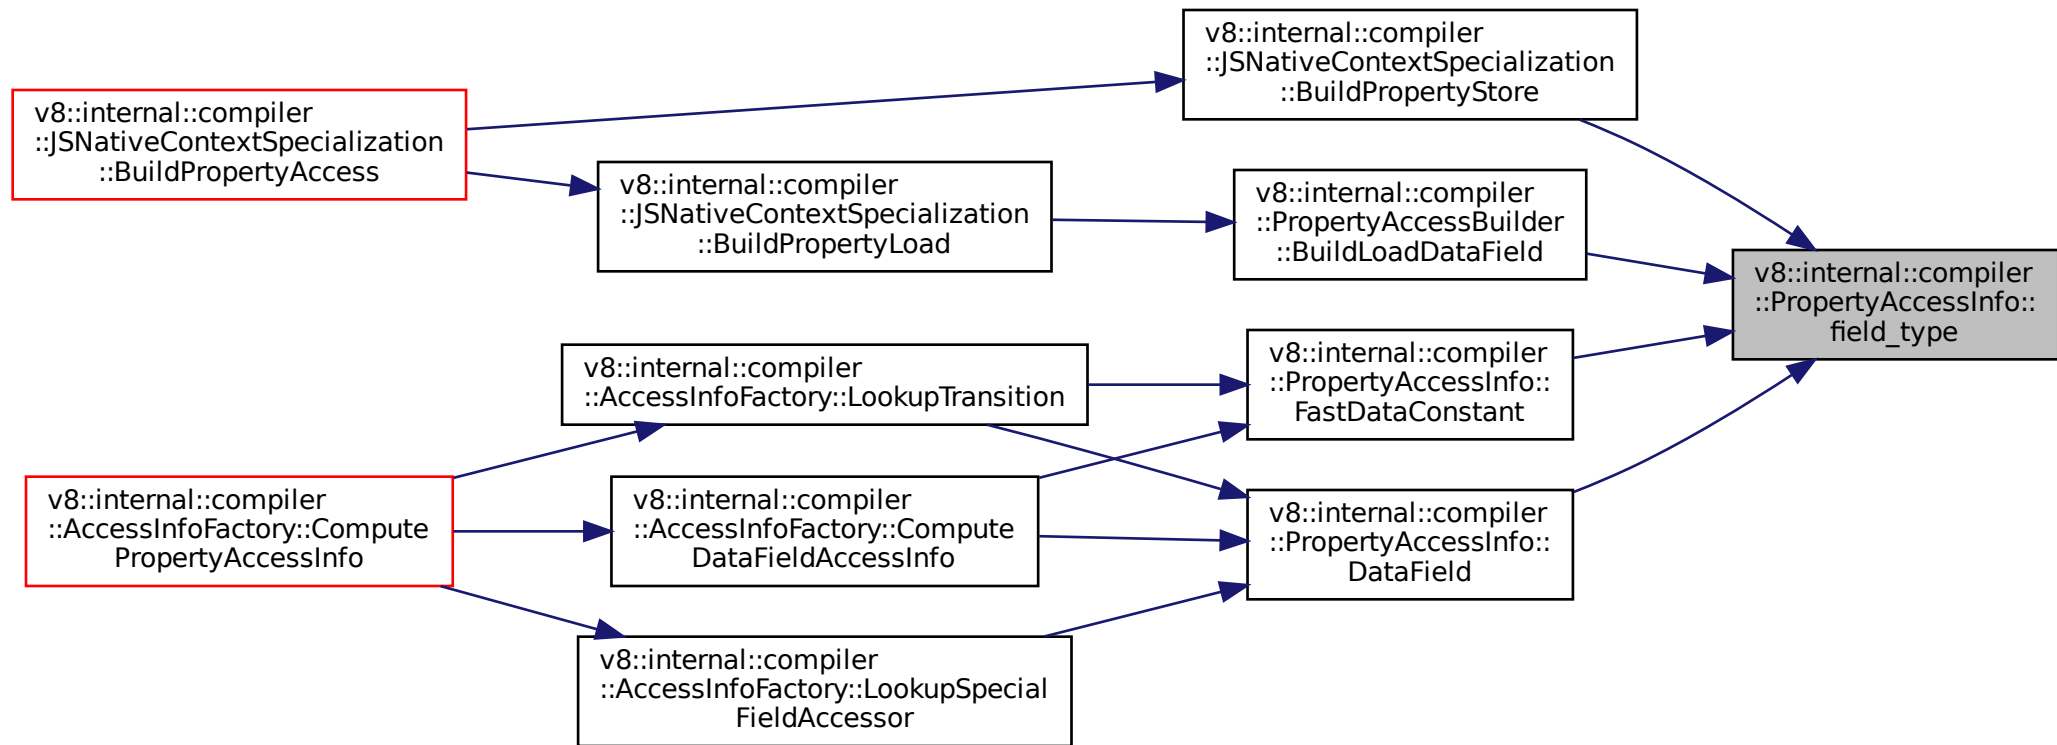 v8::internal::compiler
::JSNativeContextSpecialization
::BuildPropertyStore
v8::internal::compiler
::JSNativeContextSpecialization
::BuildPropertyAccess
v8::internal::compiler
::JSNativeContextSpecialization
::BuildPropertyLoad
v8::internal::compiler
::PropertyAccessBuilder
::BuildLoadDataField
v8::internal::compiler
::PropertyAccessInfo::
field_type
v8::internal::compiler
::AccessInfoFactory::LookupTransition
v8::internal::compiler
::PropertyAccessInfo::
FastDataConstant
v8::internal::compiler
::AccessInfoFactory::Compute
PropertyAccessInfo
v8::internal::compiler
::AccessInfoFactory::Compute
DataFieldAccessInfo
v8::internal::compiler
::PropertyAccessInfo::
DataField
v8::internal::compiler
::AccessInfoFactory::LookupSpecial
FieldAccessor